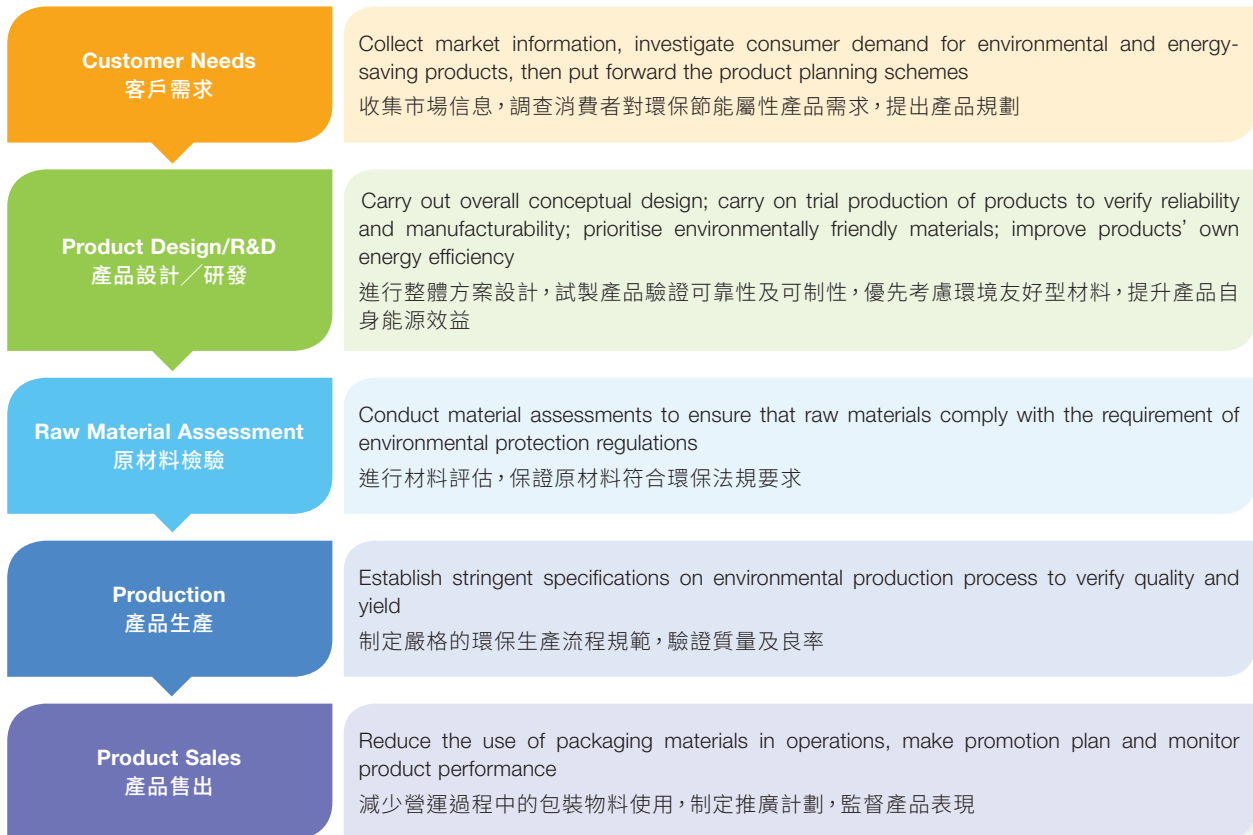 Customer Needs
客戶需求
Collect market information, investigate consumer demand for environmental and energy-
saving products, then put forward the product planning schemes
收集市場信息，調查消費者對環保節能屬性產品需求，提出產品規劃
Product Design/R&D
產品設計／研發
Carry out overall conceptual design; carry on trial production of products to verify reliability
and manufacturability; prioritise environmentally friendly materials; improve products’ own
energy efficiency
進行整體方案設計，試製產品驗證可靠性及可制性，優先考慮環境友好型材料，提升產品自
身能源效益
Raw Material Assessment
原材料檢驗
Conduct material assessments to ensure that raw materials comply with the requirement of
environmental protection regulations
進行材料評估，保證原材料符合環保法規要求
Production
產品生產
Establish stringent specifications on environmental production process to verify quality and
yield
制定嚴格的環保生產流程規範，驗證質量及良率
Product Sales
產品售出
Reduce the use of packaging materials in operations, make promotion plan and monitor
product performance
減少營運過程中的包裝物料使用，制定推廣計劃，監督產品表現